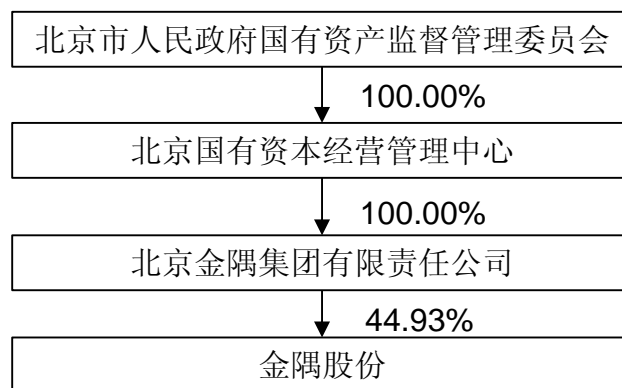 北京市人民政府国有资产监督管理委员会
100.00%
北京国有资本经营管理中心
100.00%
北京金隅集团有限责任公司
44.93%
金隅股份